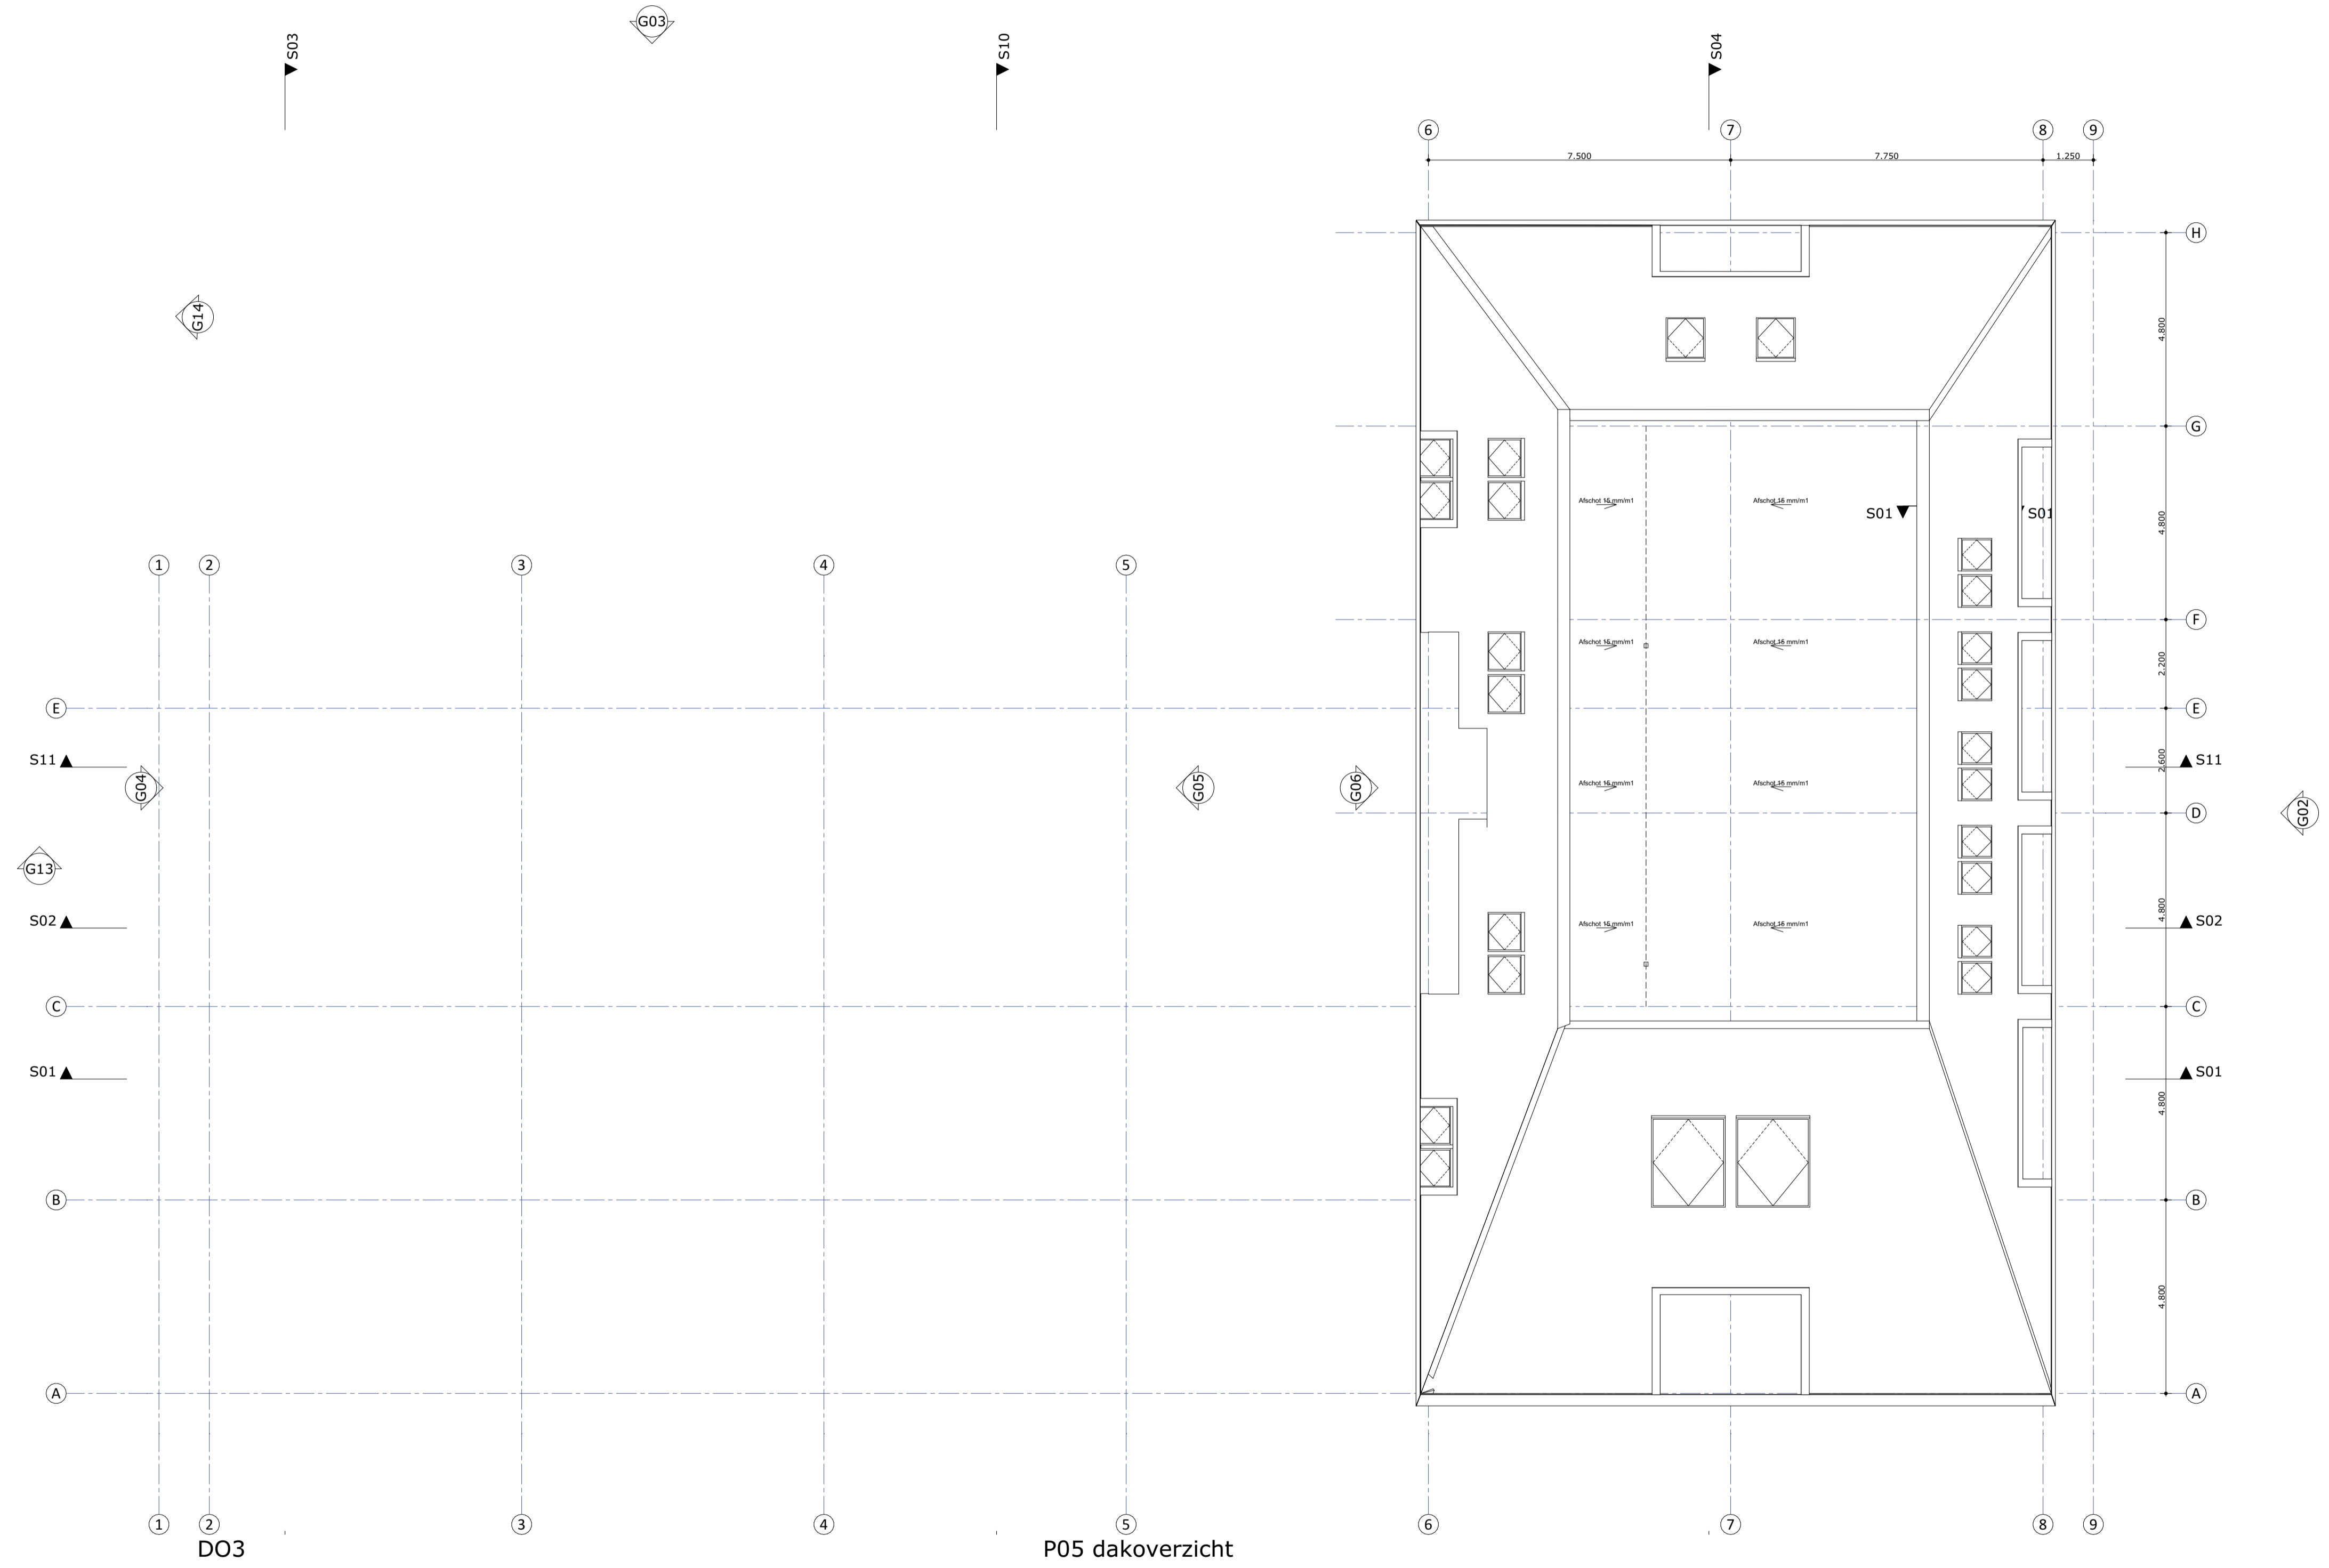 G03
S03
S10
S04
6 7 8 9
7.500 7.750 1.250
H
G14
4.800
G
Afschot 15 mm/m1 Afschot 15 mm/m1
S01 S01
4.800
1 2 3 4 5
F
Afschot 15 mm/m1 Afschot 15 mm/m1
2.200
E E
S11 2.600 S11
G04 G05 G06
Afschot 15 mm/m1 Afschot 15 mm/m1
D G02
G13
4.800
S02 Afschot 15 mm/m1 Afschot 15 mm/m1 S02
C C
S01 S01
4.800
B B
4.800
A A
1 2 3 4 5 6 7 8 9
DO3 P05 dakoverzicht